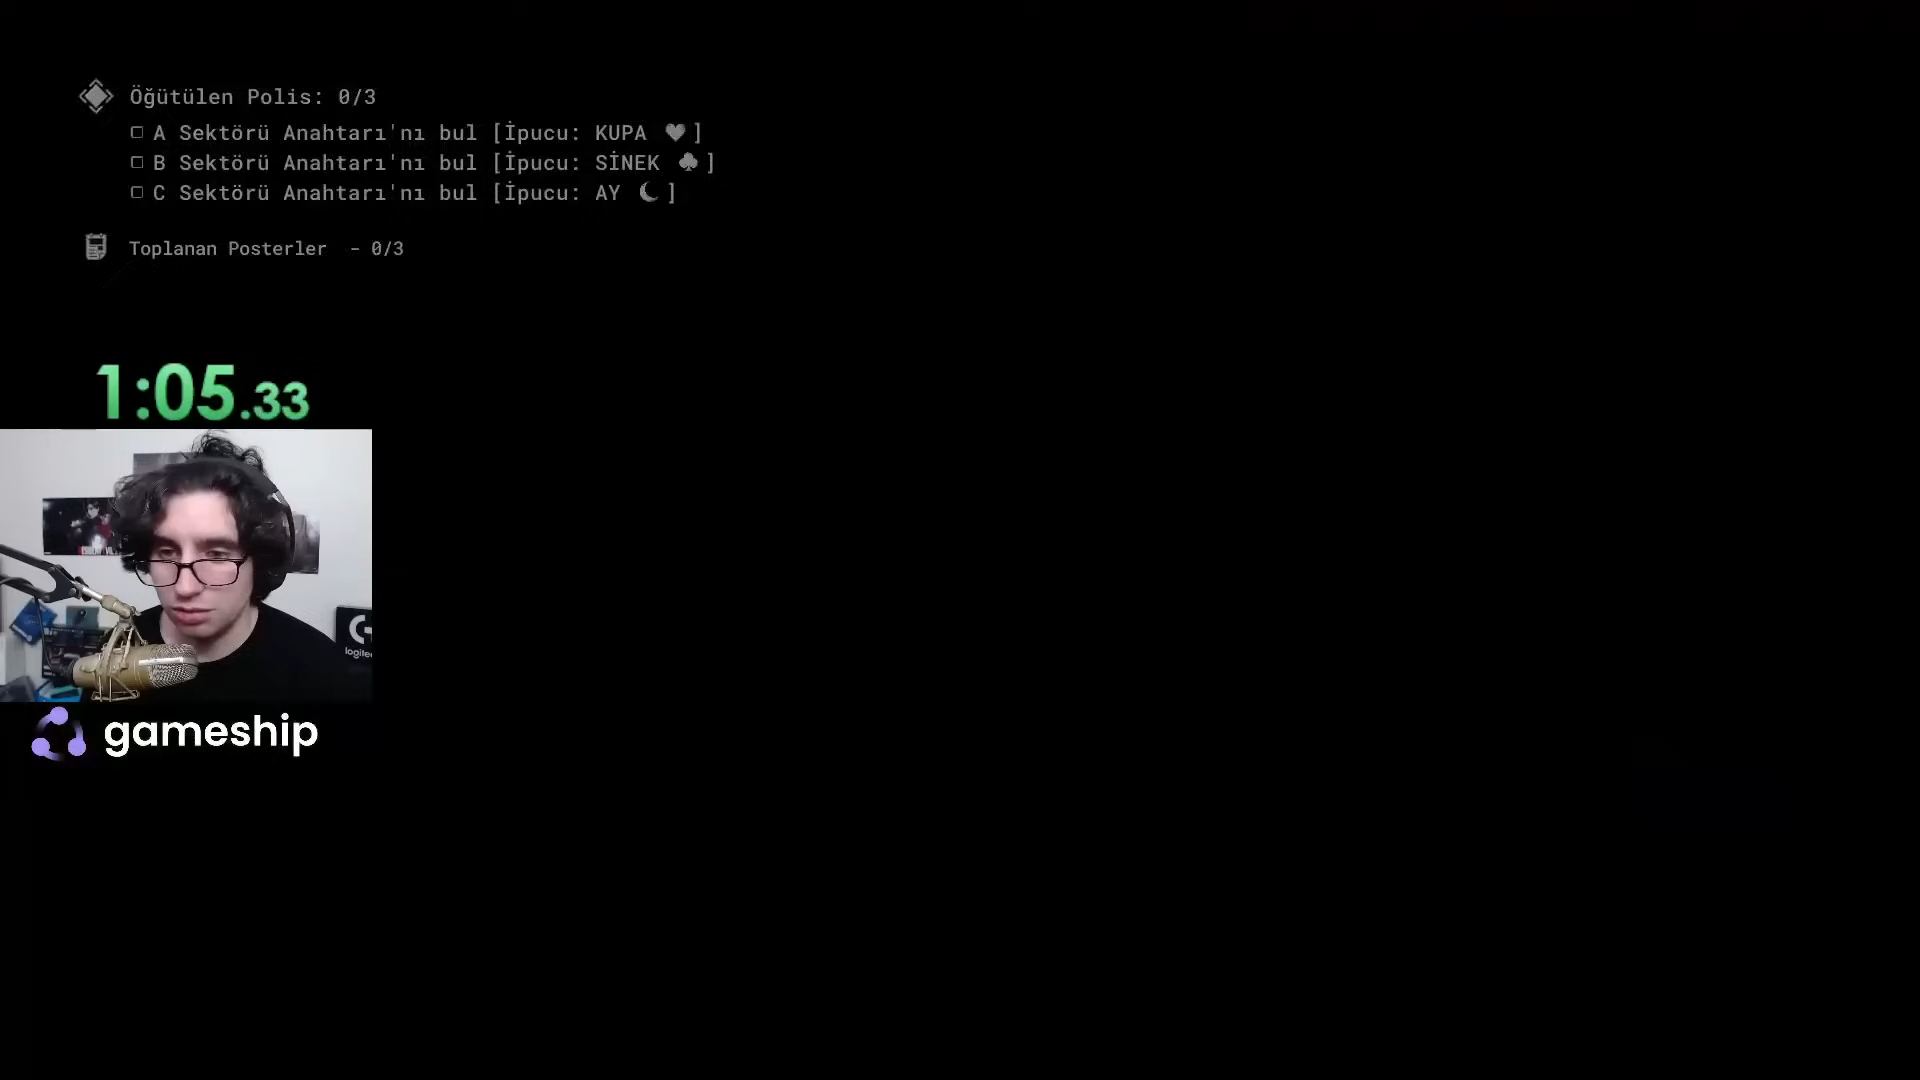 Öğütülen Polis: 0/3
A Sektörü Anahtarı'nı bul [İpucu: KUPA ♥]
B Sektörü Anahtarı'nı bul [İpucu: SİNEK ♣]
C Sektörü Anahtarı'nı bul [İpucu: AY ☾]
Toplanan Posterler - 0/3
1:05.33
logitec
gameship